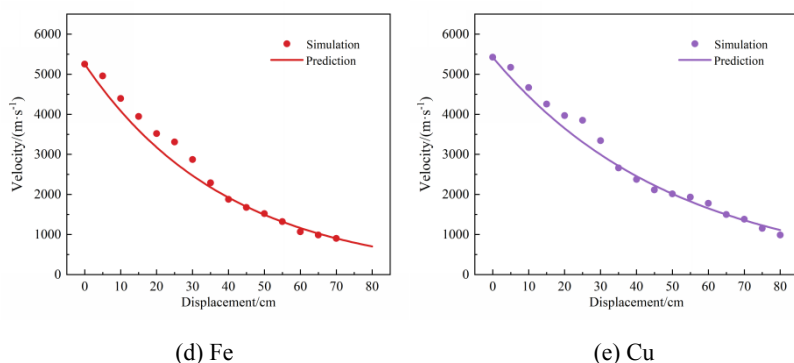 6000
5000
4000
3000
2000
1000
0
Velocity/(m·s⁻¹)
Simulation
Prediction
0 10 20 30 40 50 60 70 80
Displacement/cm
(d) Fe
6000
5000
4000
3000
2000
1000
0
Velocity/(m·s⁻¹)
Simulation
Prediction
0 10 20 30 40 50 60 70 80
Displacement/cm
(e) Cu